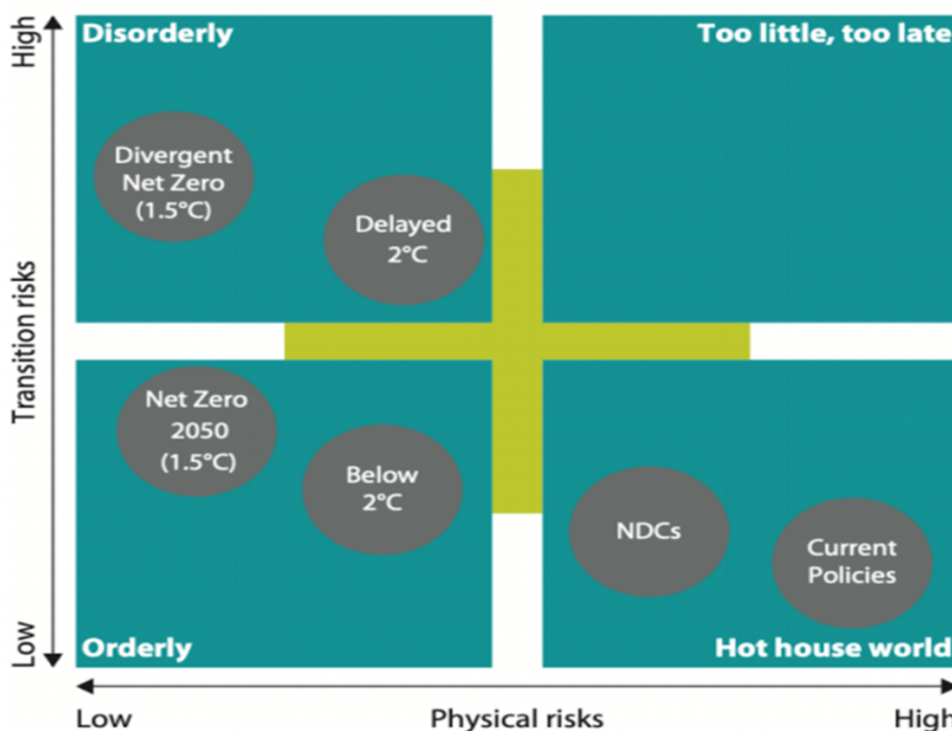 High
Disorderly
Too little, too late
Divergent
Net Zero
(1.5°C)
Delayed
2°C
Transition risks
Net Zero
2050
(1.5°C)
Below
2°C
NDCs
Current
Policies
Low
Orderly
Hot house world
Low
Physical risks
High